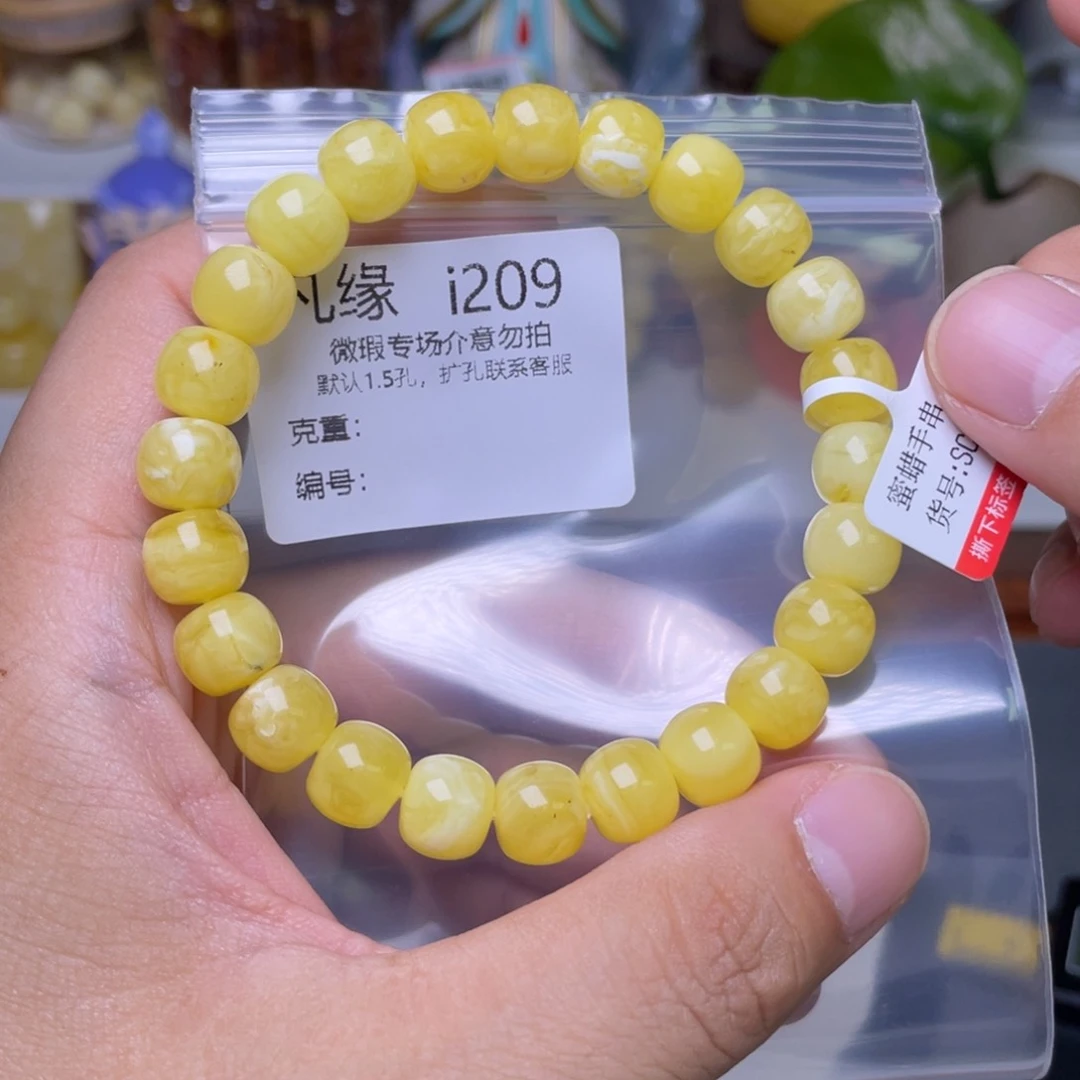 缘 i209
微瑕专场介意勿拍
默认1.5孔，扩孔联系客服
克重：
编号：
蜜蜡手串
货号:SC
撕下标签